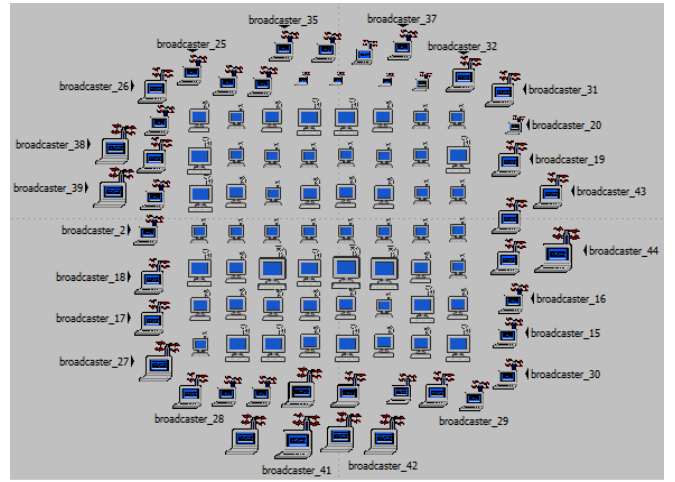 broadcaster_35
broadcaster_37
broadcaster_25
broadcaster_32
broadcaster_26
broadcaster_31
broadcaster_20
broadcaster_38
broadcaster_19
broadcaster_39
broadcaster_43
broadcaster_2
broadcaster_44
broadcaster_18
broadcaster_16
broadcaster_17
broadcaster_15
broadcaster_27
broadcaster_30
broadcaster_28
broadcaster_29
broadcaster_41
broadcaster_42